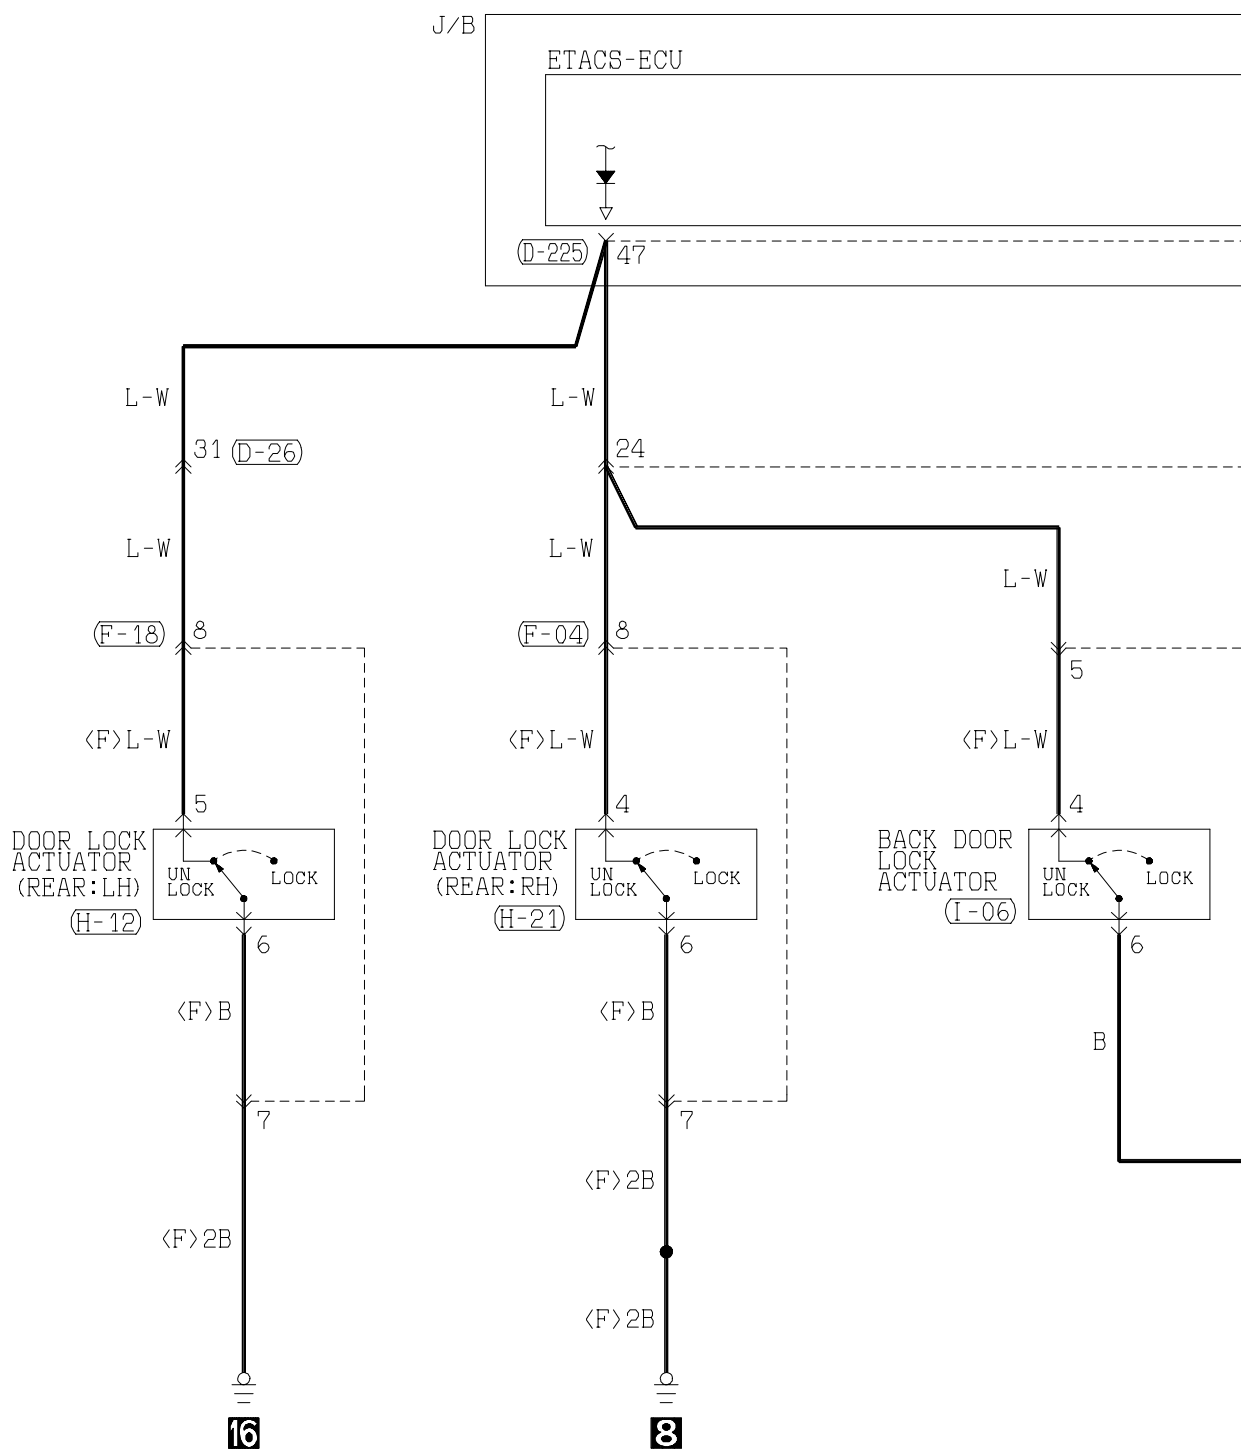 J/B
ETACS-ECU
D-225 47
L-W L-W
31 D-26 24
L-W L-W L-W
F-18 8 F-04 8
5
<F>L-W <F>L-W <F>L-W
5 4 4
DOOR LOCK
ACTUATOR
(REAR:LH)
H-12
UN
LOCK
LOCK
DOOR LOCK
ACTUATOR
(REAR:RH)
H-21
UN
LOCK
LOCK
BACK DOOR
LOCK
ACTUATOR
I-06
UN
LOCK
LOCK
6 6 6
<F>B <F>B B
7 7
<F>2B
<F>2B
<F>2B
16 8